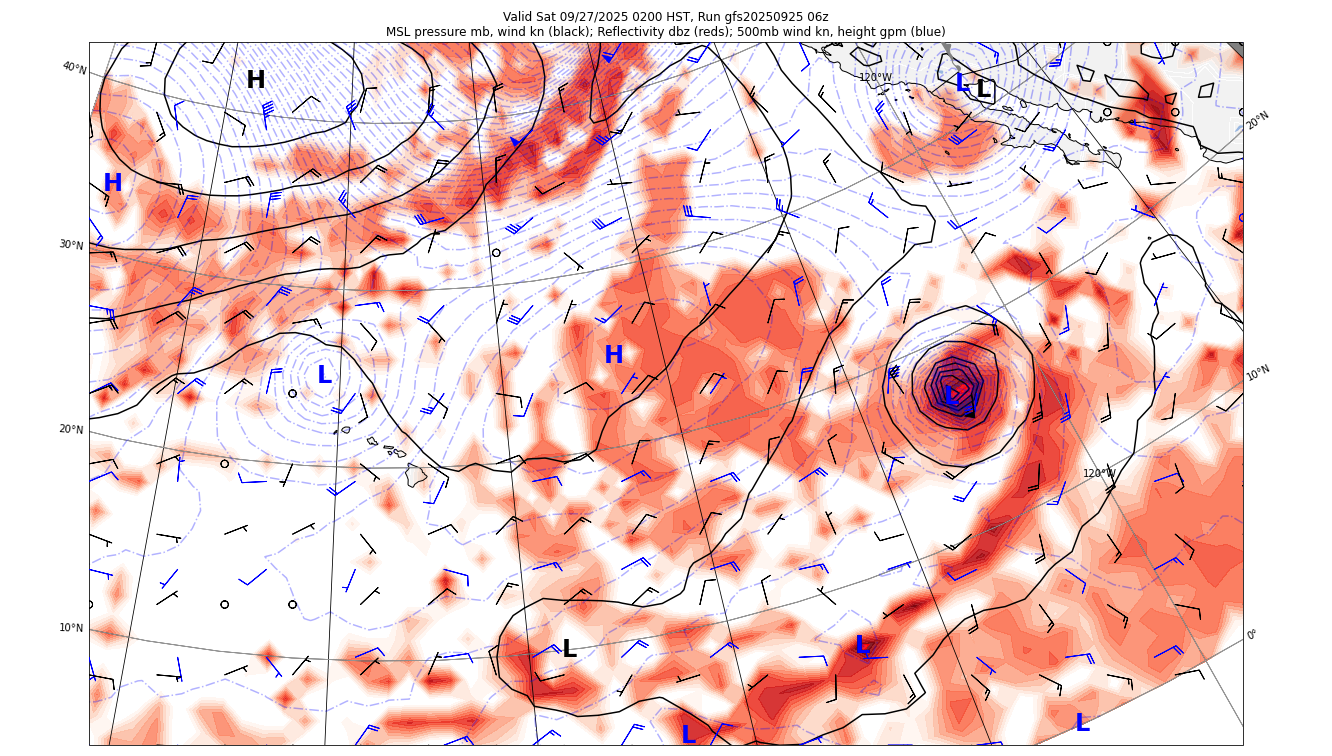 Valid Sat 09/27/2025 0200 HST, Run gfs20250925 06z
MSL pressure mb, wind kn (black); Reflectivity dbz (reds); 500mb wind kn, height gpm (blue)
40°N
H
120°W
L
L
20°N
H
30°N
H
L
L
10°N
20°N
120°W
10°N
L
L
0°
L
L